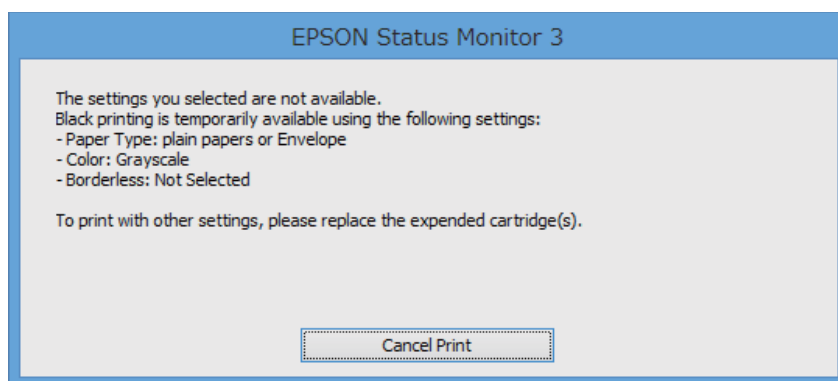 EPSON Status Monitor 3
The settings you selected are not available.
Black printing is temporarily available using the following settings:
- Paper Type: plain papers or Envelope
- Color: Grayscale
- Borderless: Not Selected
To print with other settings, please replace the expended cartridge(s).
Cancel Print